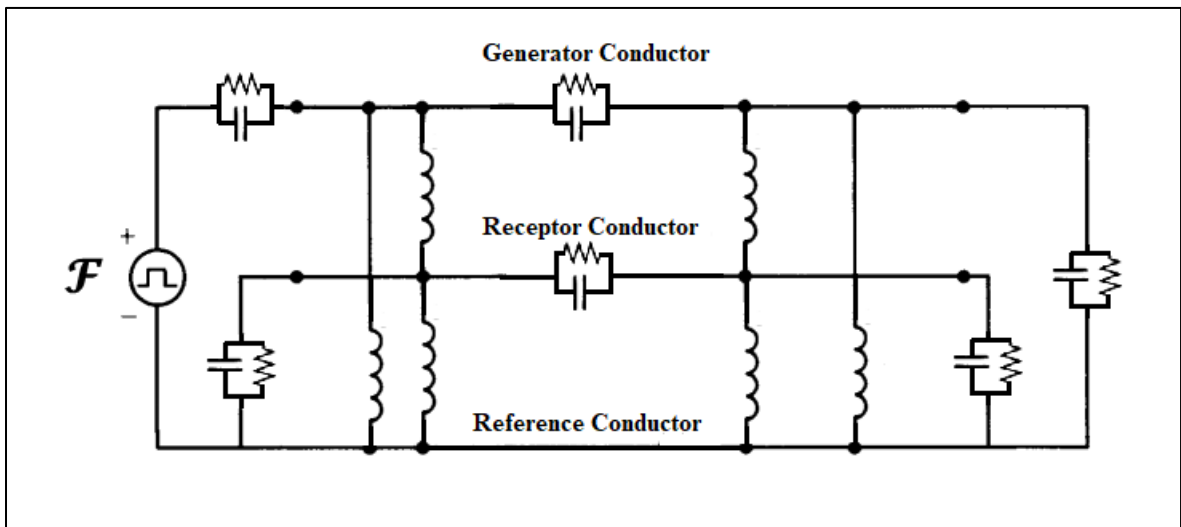 Generator Conductor
Receptor Conductor
+
ℱ
−
Reference Conductor